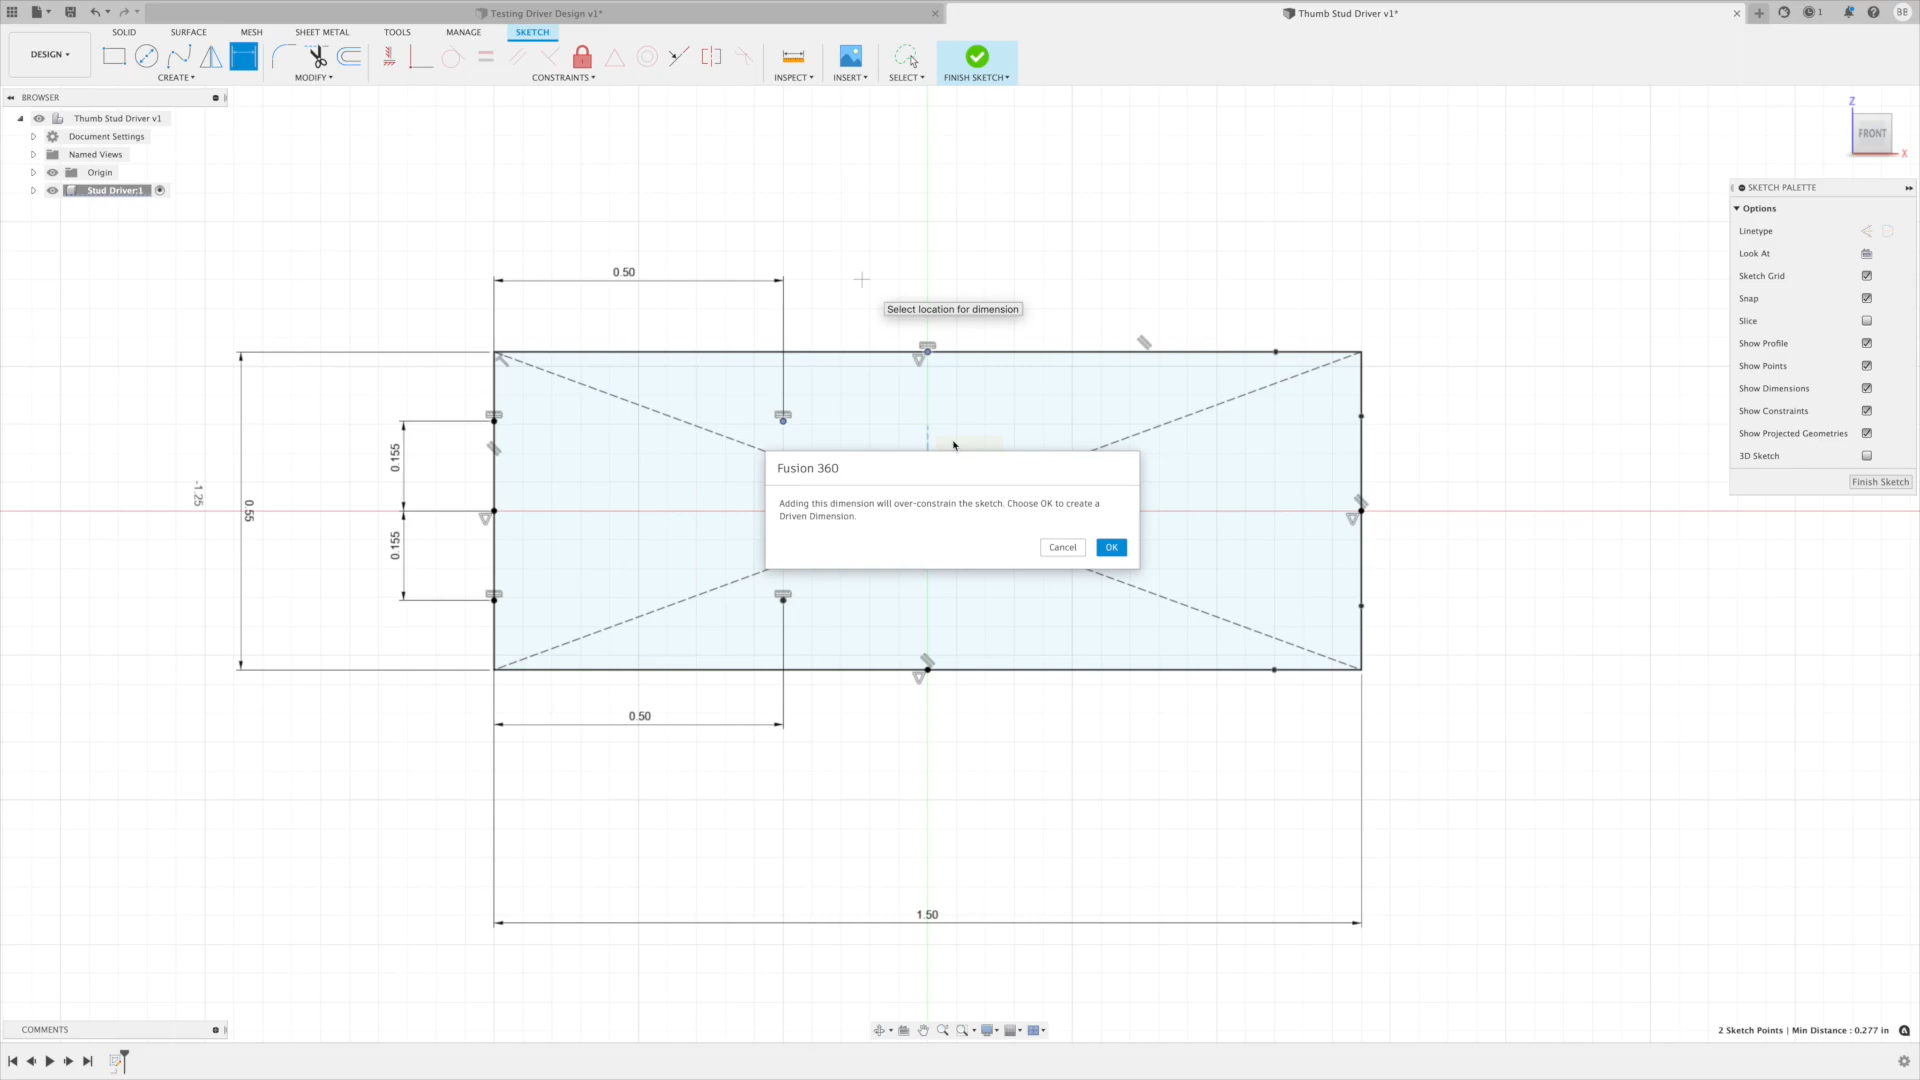 Testing Driver Design v1*
Thumb Stud Driver v1*
1
BB
SOLID
SURFACE
MESH
SHEET METAL
TOOLS
MANAGE
SKETCH
DESIGN
CREATE
MODIFY
CONSTRAINTS
INSPECT
INSERT
SELECT
FINISH SKETCH
BROWSER
Thumb Stud Driver v1
Document Settings
Named Views
Origin
Stud Driver:1
Z
FRONT
X
SKETCH PALETTE
Options
Linetype
Look At
Sketch Grid
Snap
Slice
Show Profile
Show Points
Show Dimensions
Show Constraints
Show Projected Geometries
3D Sketch
Finish Sketch
0.50
Select location for dimension
0.155
-1.25
0.55
0.155
Fusion 360
Adding this dimension will over-constrain the sketch. Choose OK to create a
Driven Dimension.
Cancel
OK
0.50
1.50
COMMENTS
2 Sketch Points | Min Distance : 0.277 in